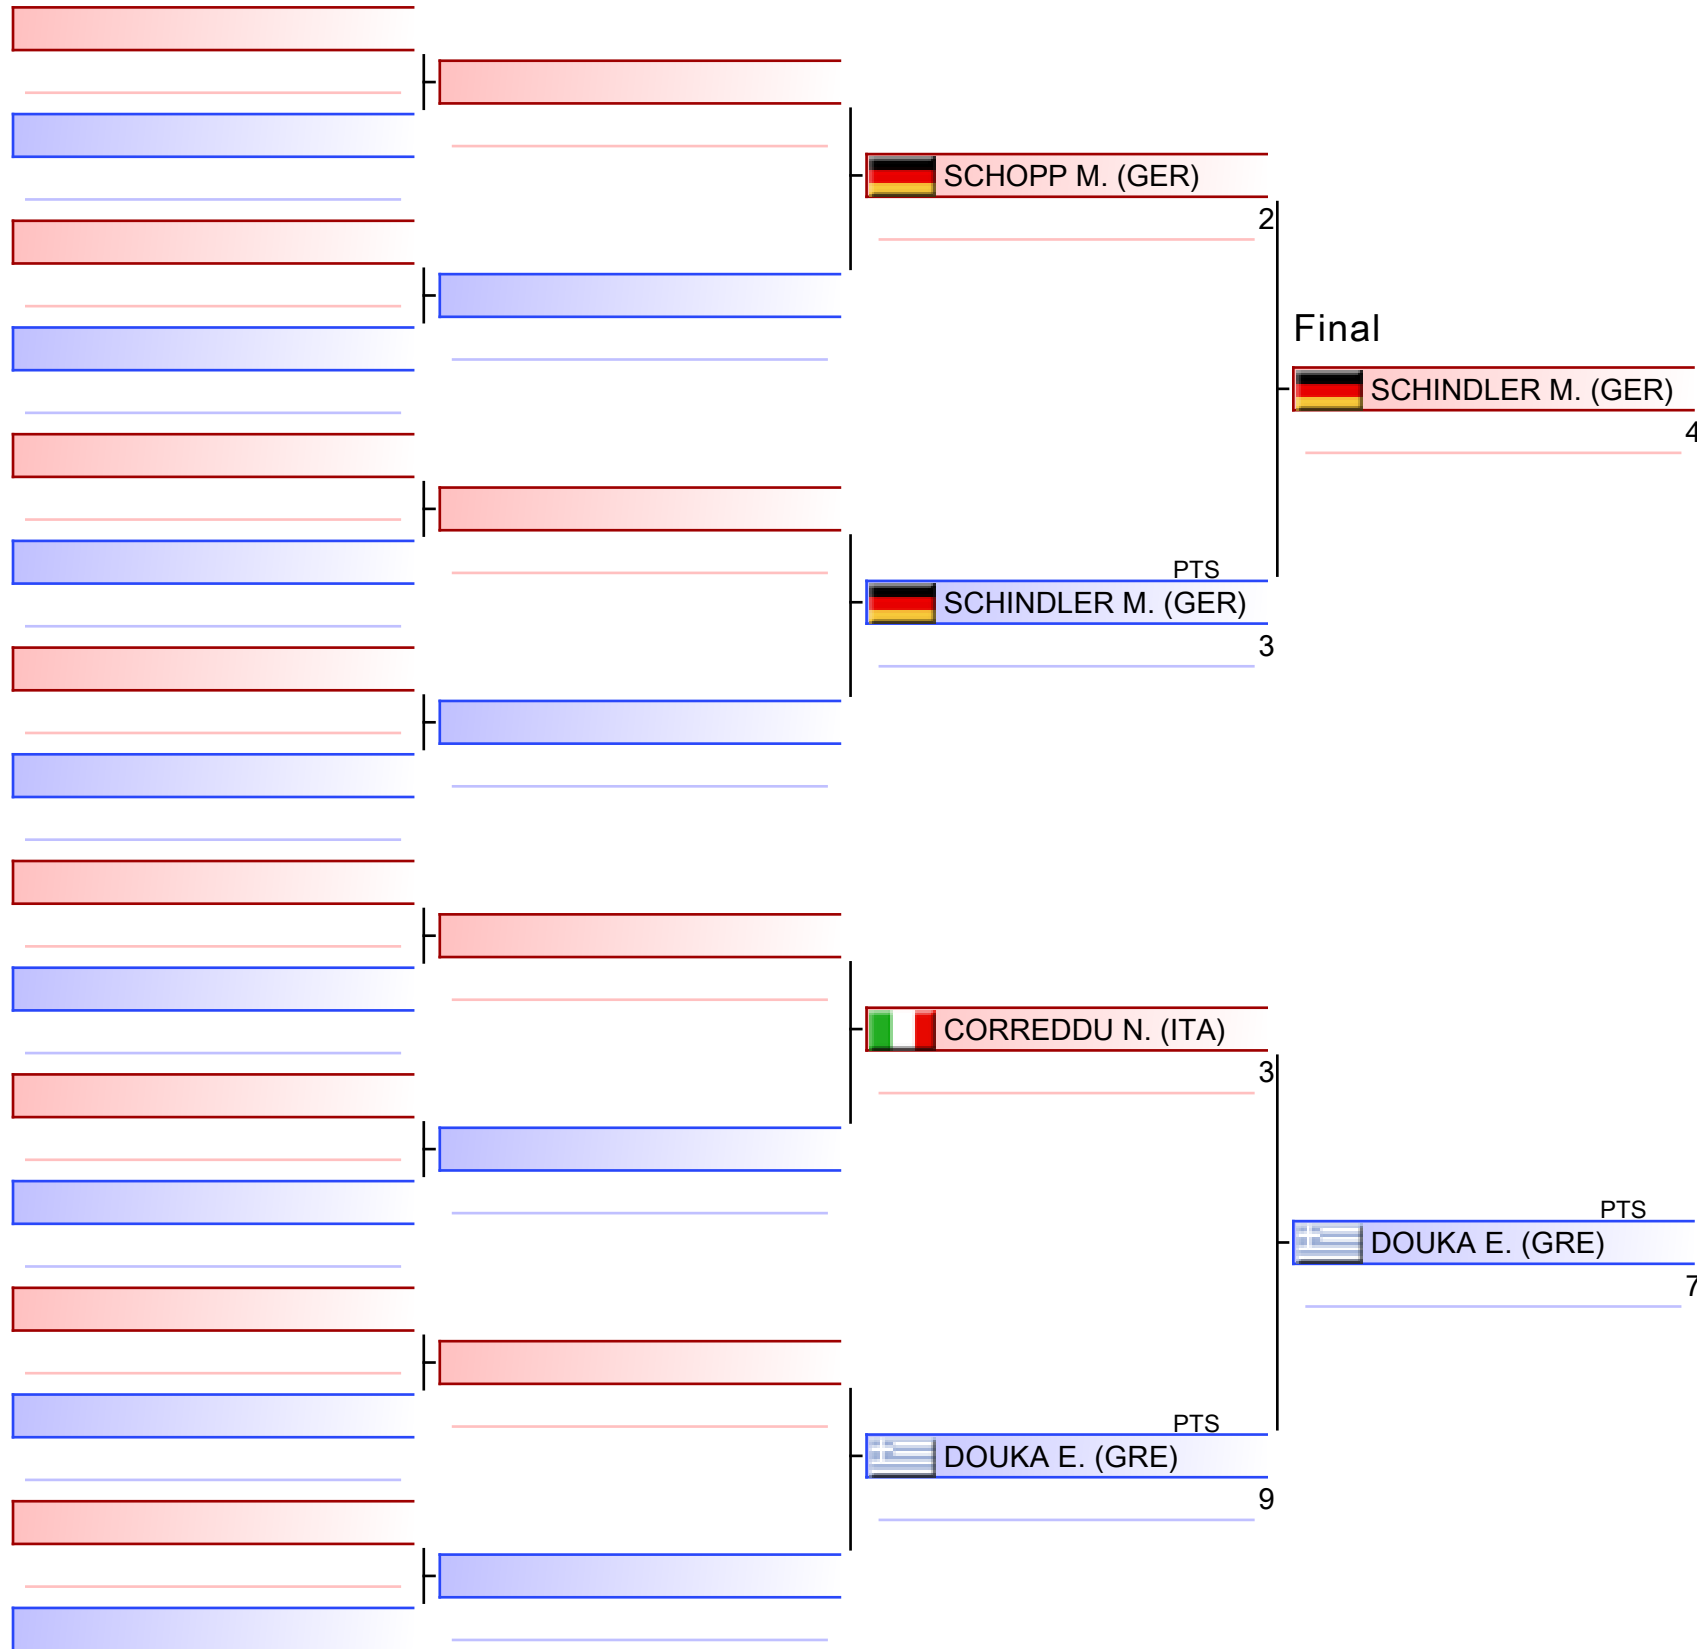 SCHOPP M. (GER)
2
Final
SCHINDLER M. (GER)
4
PTS
SCHINDLER M. (GER)
3
CORREDDU N. (ITA)
3
PTS
DOUKA E. (GRE)
7
PTS
DOUKA E. (GRE)
9